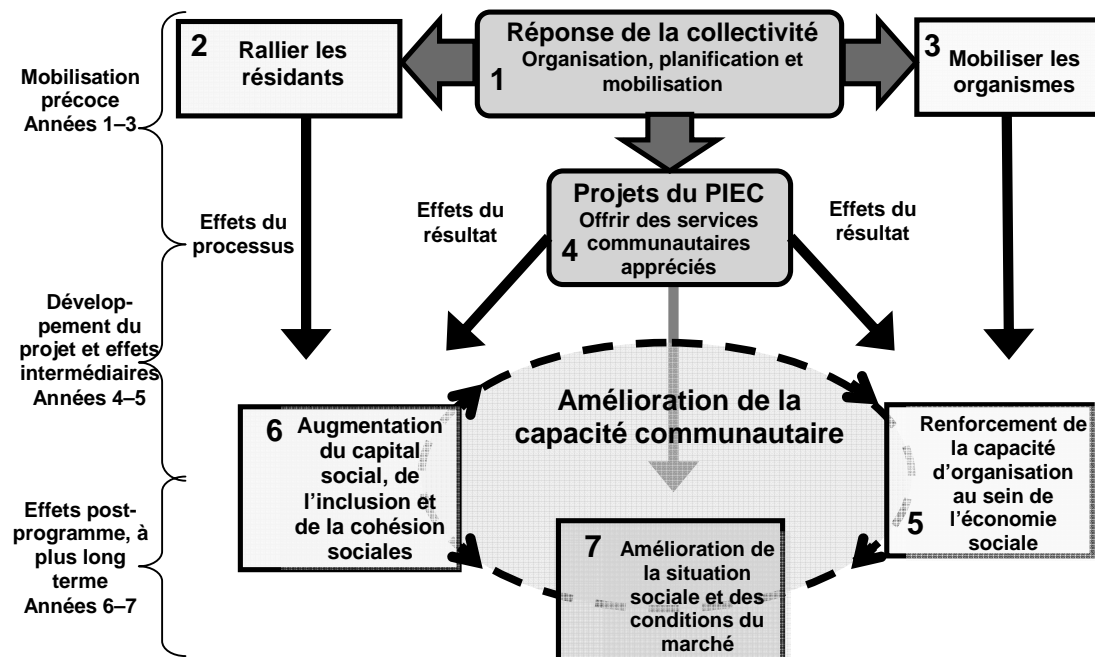 2
Rallier les
résidants
Réponse de la collectivité
Organisation, planification et
1
mobilisation
3
Mobiliser les
organismes
Mobilisation
précoce
Années 1–3
Projets du PIEC
Offrir des services
communautaires
4
appréciés
Effets du
processus
Effets du
résultat
Effets du
résultat
Dévelop-
pement du
projet et effets
intermédiaires
Années 4–5
Amélioration de la
capacité communautaire
6
Augmentation
du capital
social, de
l’inclusion et
de la cohésion
sociales
Renforcement de
la capacité
d’organisation
au sein de
5
l’économie
sociale
Effets post-
programme, à
plus long
terme
Années 6–7
7
Amélioration de
la situation
sociale et des
conditions du
marché